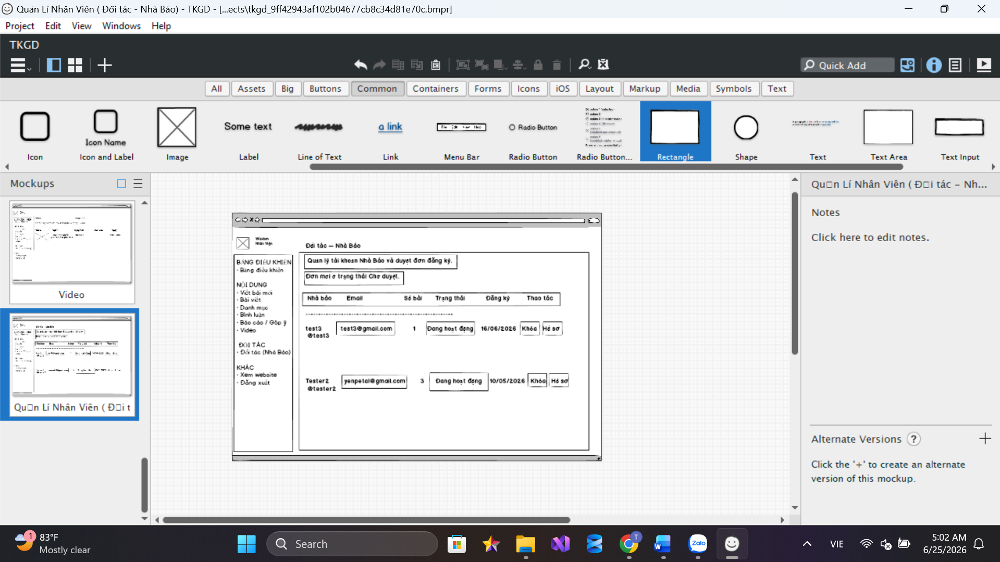 Quản Lí Nhân Viên ( Đối tác - Nhà Báo) - TKGD - [...ects\tkgd_9ff42943af102b04677cb8c34d81e70c.bmpr]
Project Edit View Windows Help
TKGD
Quick Add
All Assets Big Buttons Common Containers Forms Icons iOS Layout Markup Media Symbols Text
Icon Name
Some text
a link
File Edit View Help
Radio Button
Icon Icon and Label Image Label Line of Text Link Menu Bar Radio Button Radio Button... Rectangle Shape Text Text Area Text Input
Mockups
Video
Qu□n Lí Nhân Viên ( Đ□i t
Wisdom
Nhân Viên
BẢNG ĐIỀU KHIỂN
· Bảng điều khiển
NỘI DUNG
· Viết bài mới
· Bài viết
· Danh mục
· Bình luận
· Báo cáo / Góp ý
· Video
ĐỐI TÁC
· Đối tác (Nhà Báo)
KHÁC
· Xem website
· Đăng xuất
Đối tác – Nhà Báo
Quản lý tài khoản Nhà Báo và duyệt đơn đăng ký.
Đơn mới ở trạng thái Chờ duyệt.
Nhà báo Email Số bài Trạng thái Đăng ký Thao tác
test3 test3@gmail.com 1 Đang hoạt động 16/06/2026 Khóa Hồ sơ
@test3
Tester2 yenpetal@gmail.com 3 Đang hoạt động 10/05/2026 Khóa Hồ sơ
@tester2
Qu□n Lí Nhân Viên ( Đ□i tác – Nh...
Notes
Click here to edit notes.
Alternate Versions ?
Click the '+' to create an alternate
version of this mockup.
1
83°F
Mostly clear
Search
T
Zalo
VIE
5:02 AM
6/25/2026